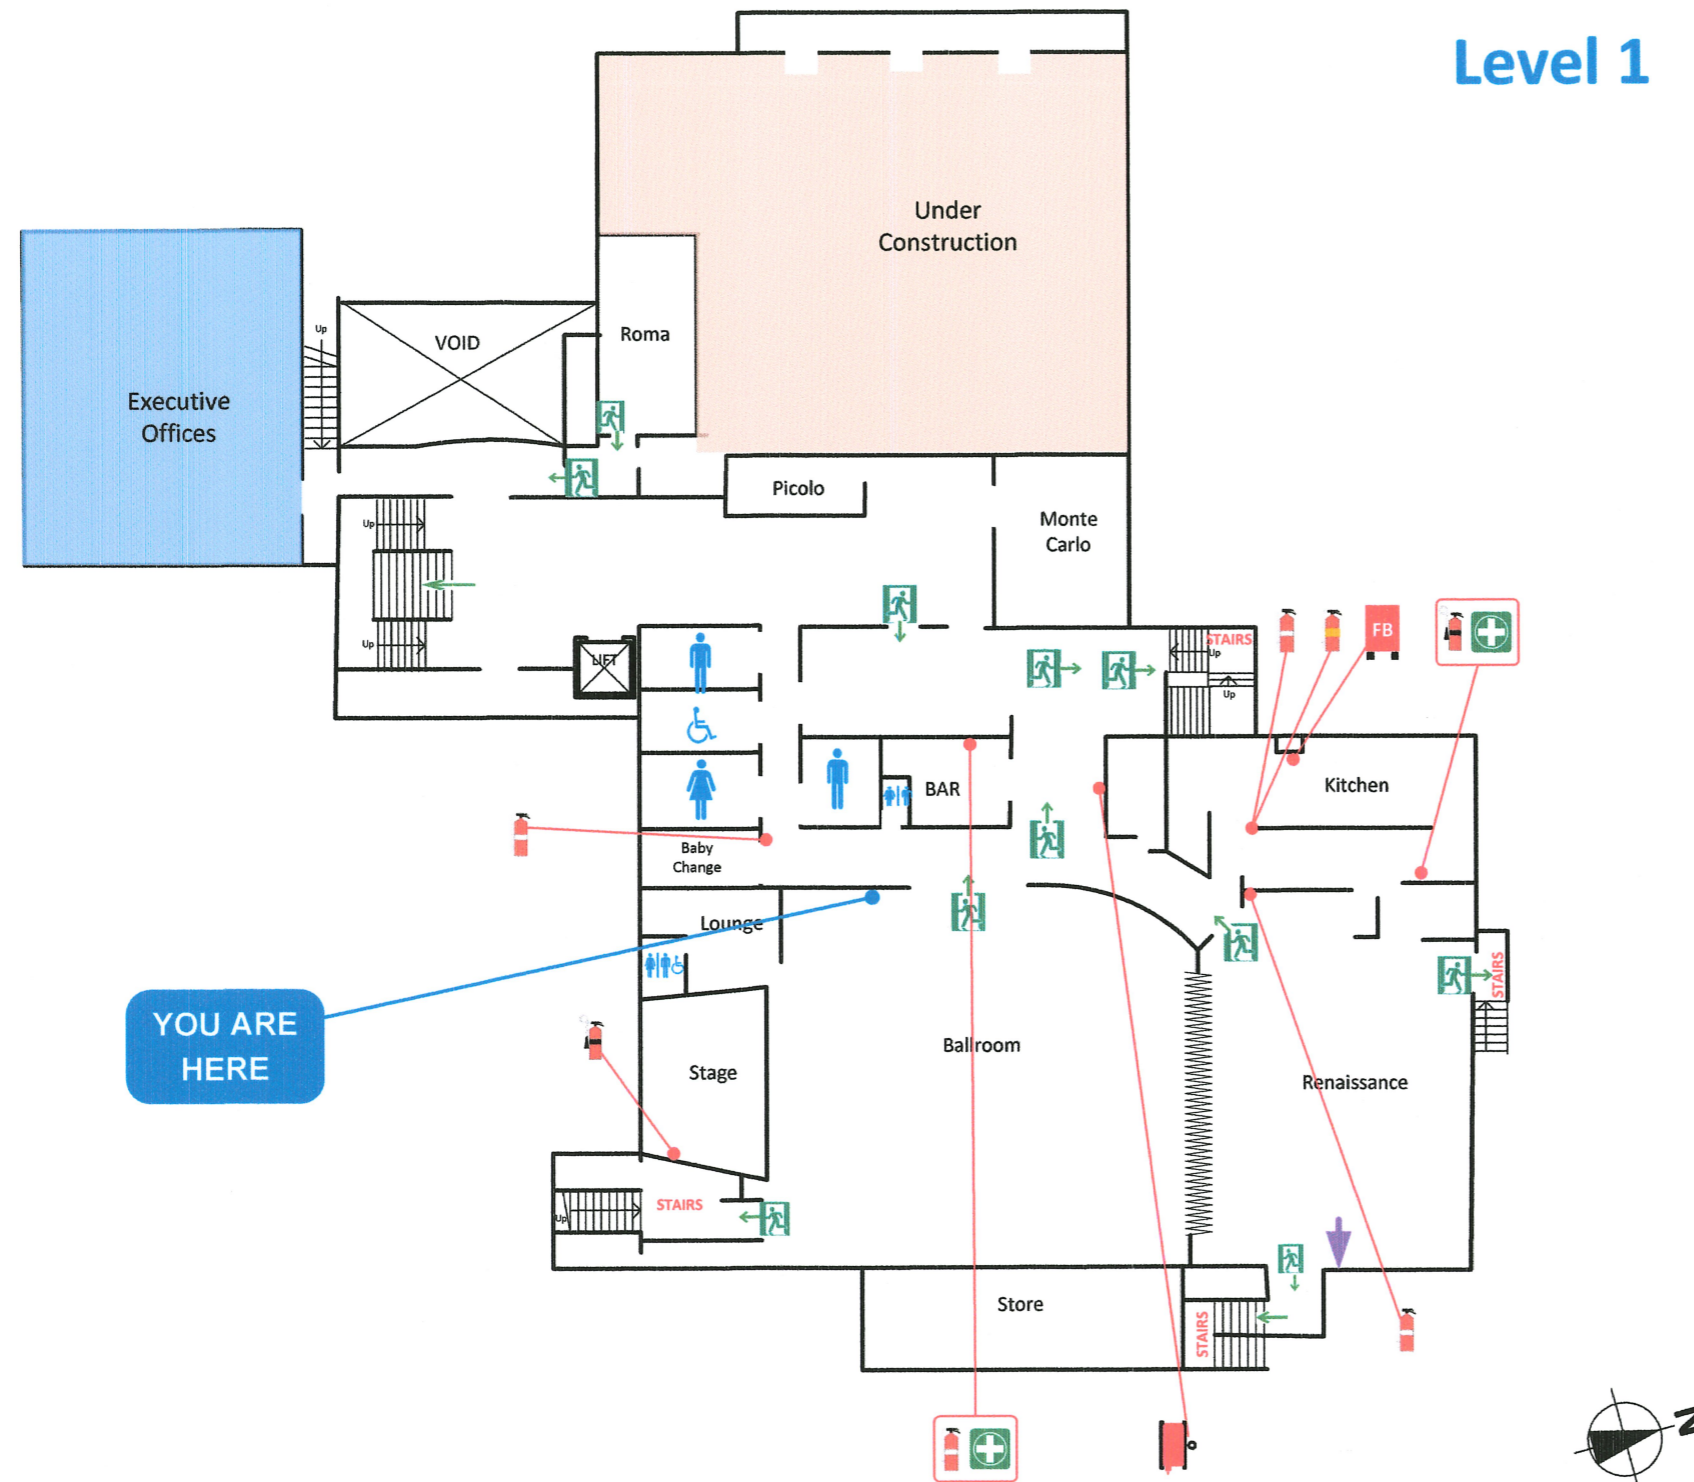 Level 1
Under
Construction
Up
VOID
Roma
Executive
Offices
Picolo
Monte
Carlo
Up
Up
LIFT
STAIRS
Up
Up
FB
BAR
Kitchen
Baby
Change
Lounge
YOU ARE
HERE
Ballroom
Stage
Renaissance
STAIRS
STAIRS
Up
Store
STAIRS